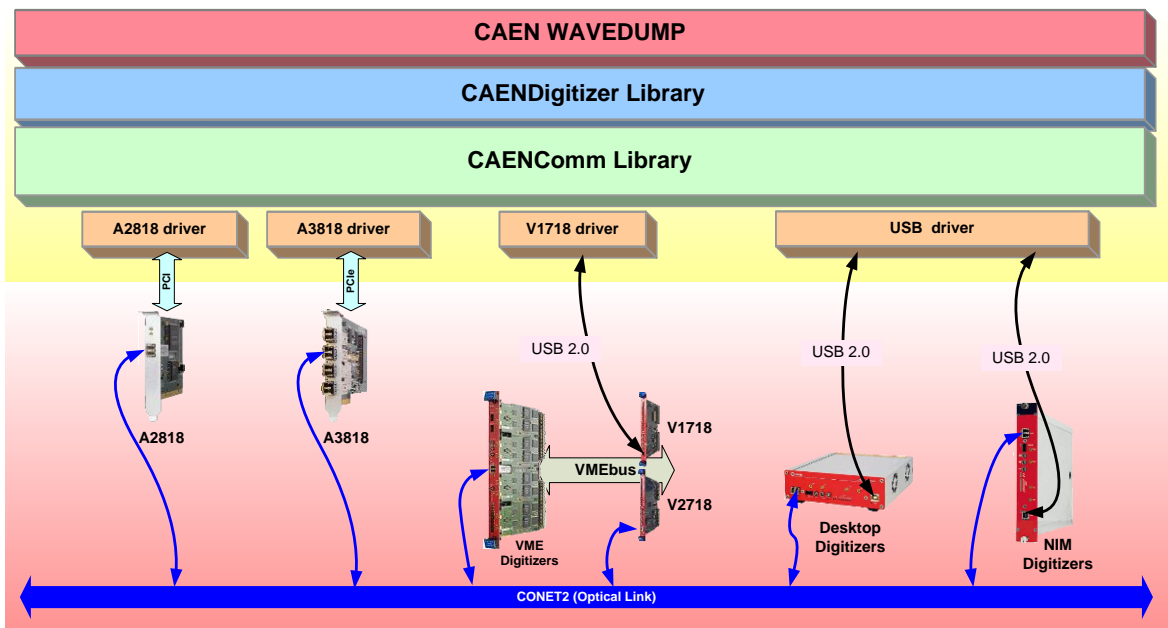 CAEN WAVEDUMP
CAENDigitizer Library
CAENComm Library
A2818 driver
A3818 driver
V1718 driver
USB driver
PCI
PCIe
USB 2.0
USB 2.0
USB 2.0
A2818
A3818
V1718
VMEbus
V2718
VME
Digitizers
Desktop
Digitizers
NIM
Digitizers
CONET2 (Optical Link)